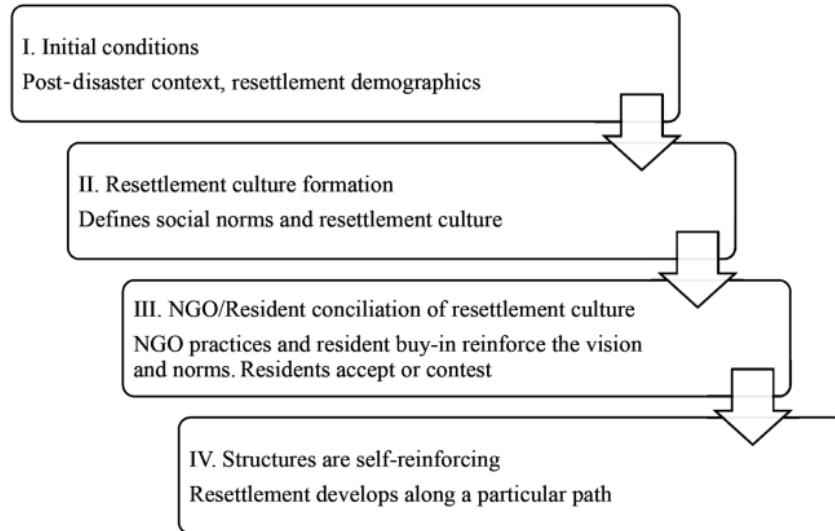 I. Initial conditions
Post-disaster context, resettlement demographics
II. Resettlement culture formation
Defines social norms and resettlement culture
III. NGO/Resident conciliation of resettlement culture
NGO practices and resident buy-in reinforce the vision
and norms. Residents accept or contest
IV. Structures are self-reinforcing
Resettlement develops along a particular path